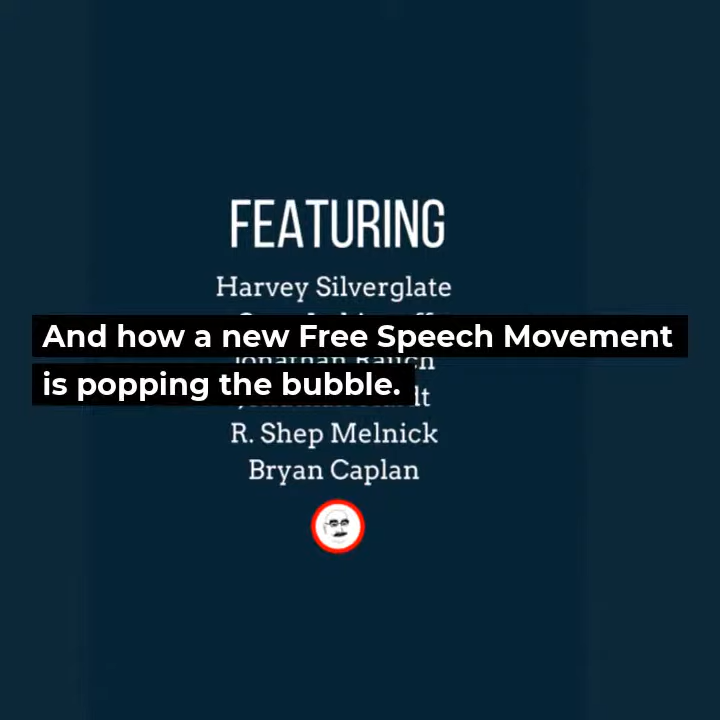 FEATURING
Harvey Silverglate
And how a new Free Speech Movement
is popping the bubble.
R. Shep Melnick
Bryan Caplan